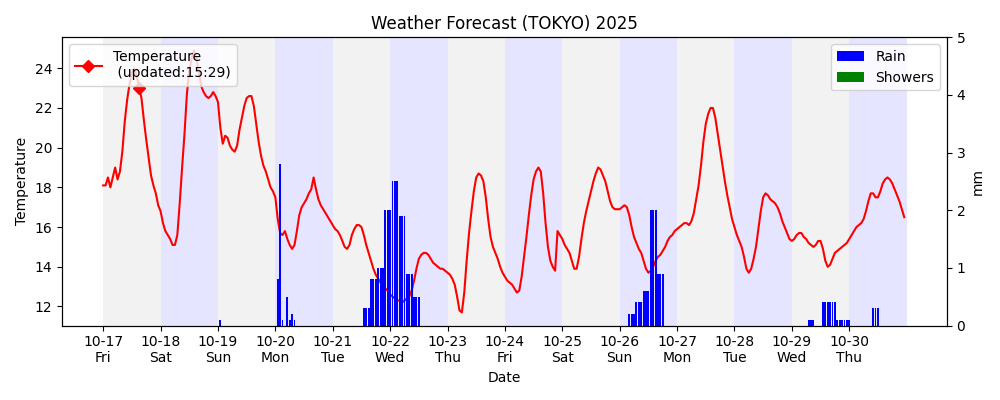 Weather Forecast (TOKYO) 2025
Temperature
(updated:15:29)
Rain
Showers
Temperature
24
22
20
18
16
14
12
5
4
3
2
1
0
mm
10-17 10-18 10-19 10-20 10-21 10-22 10-23 10-24 10-25 10-26 10-27 10-28 10-29 10-30
Fri Sat Sun Mon Tue Wed Thu Fri Sat Sun Mon Tue Wed Thu
Date